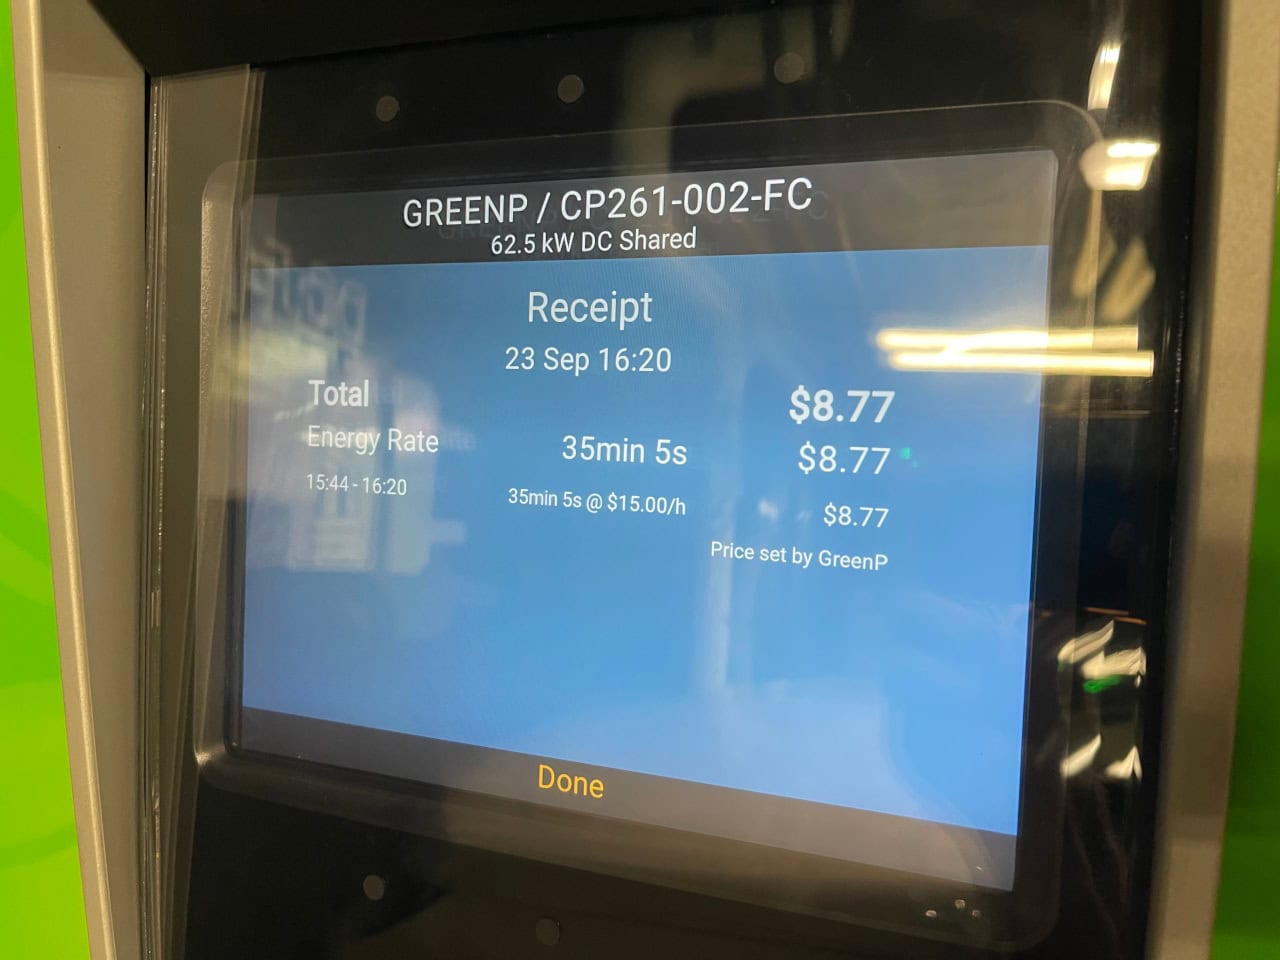 GREENP / CP261-002-FC
62.5 kW DC Shared
Receipt
23 Sep 16:20
Total $8.77
Energy Rate 35min 5s $8.77
15:44 - 16:20 35min 5s @ $15.00/h $8.77
Price set by GreenP
Done